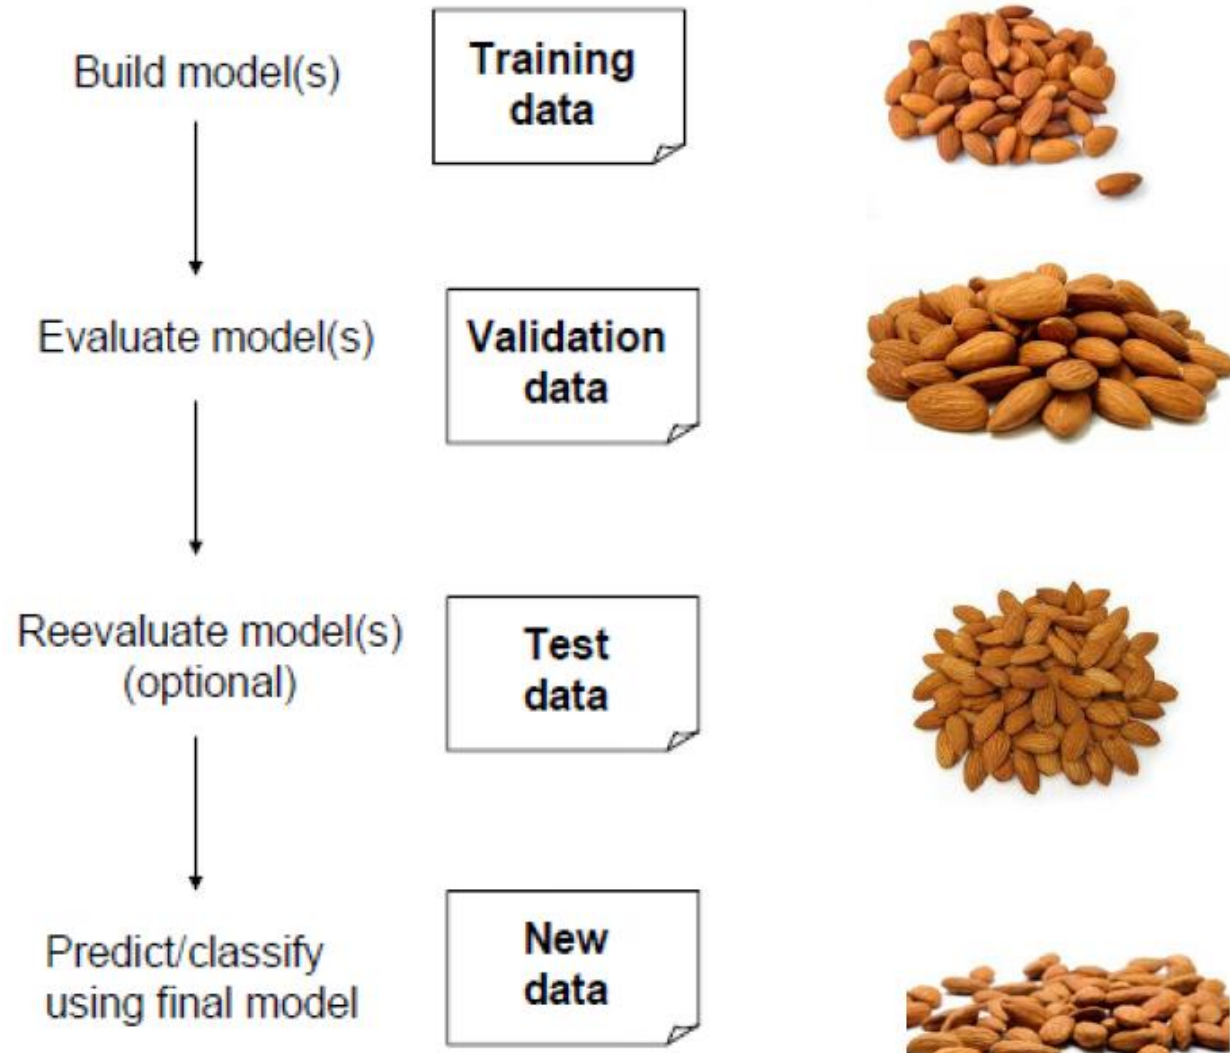 Build model(s)
Training
data
Evaluate model(s)
Validation
data
Reevaluate model(s)
(optional)
Test
data
Predict/classify
using final model
New
data